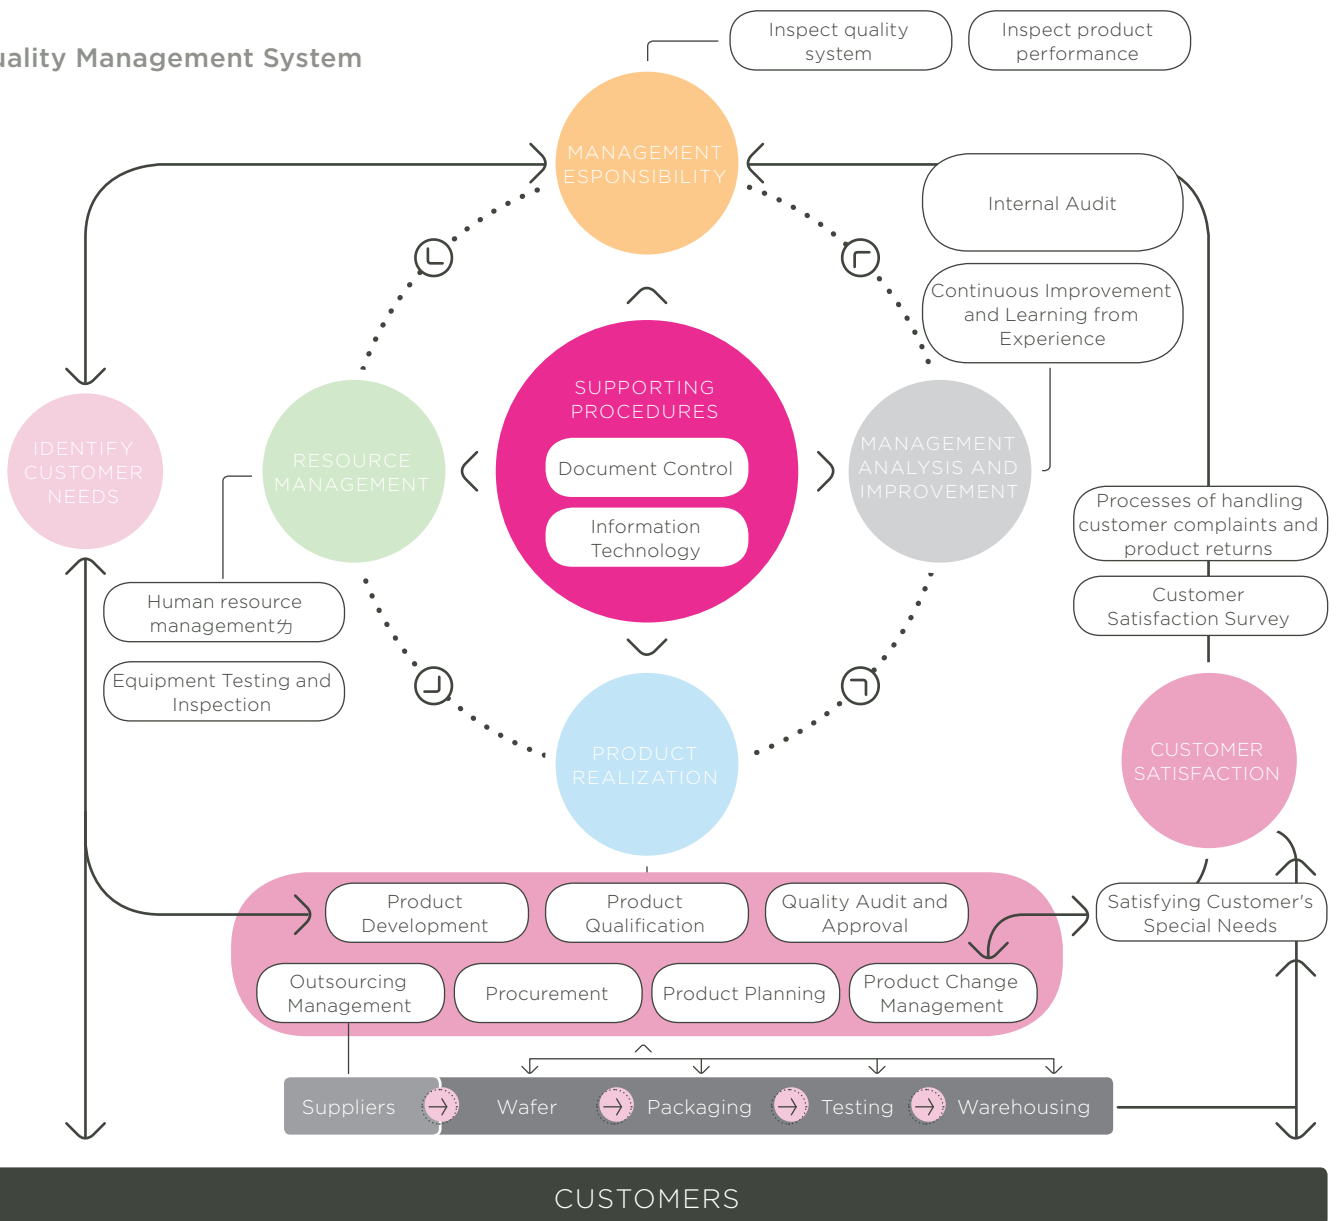 uality Management System
Inspect quality
system
Inspect product
performance
MANAGEMENT
ESPONSIBILITY
Internal Audit
Continuous Improvement
and Learning from
Experience
SUPPORTING
PROCEDURES
Document Control
Information
Technology
IDENTIFY
CUSTOMER
NEEDS
RESOURCE
MANAGEMENT
MANAGEMENT
ANALYSIS AND
IMPROVEMENT
Processes of handling
customer complaints and
product returns
Customer
Satisfaction Survey
Human resource
management力
Equipment Testing and
Inspection
PRODUCT
REALIZATION
CUSTOMER
SATISFACTION
Product
Development
Product
Qualification
Quality Audit and
Approval
Satisfying Customer's
Special Needs
Outsourcing
Management
Procurement
Product Planning
Product Change
Management
Suppliers
Wafer
Packaging
Testing
Warehousing
CUSTOMERS